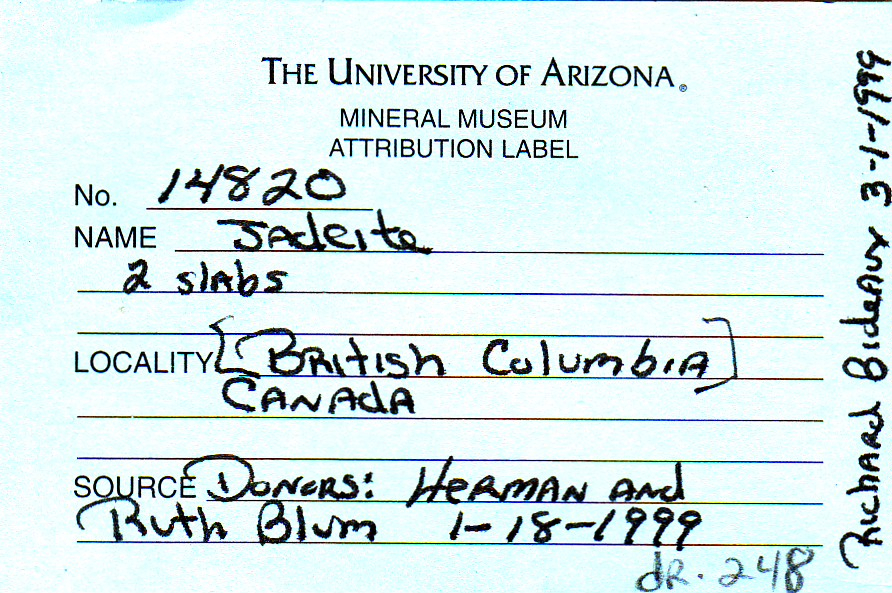 THE UNIVERSITY OF ARIZONA®
MINERAL MUSEUM
ATTRIBUTION LABEL
No. 14820
NAME Jadeite
2 slabs
LOCALITY [British Columbia]
CANADA
SOURCE Doners: Herman and
Ruth Blum 1-18-1999
dr. 248
Richard Bideaux 3-1-1999